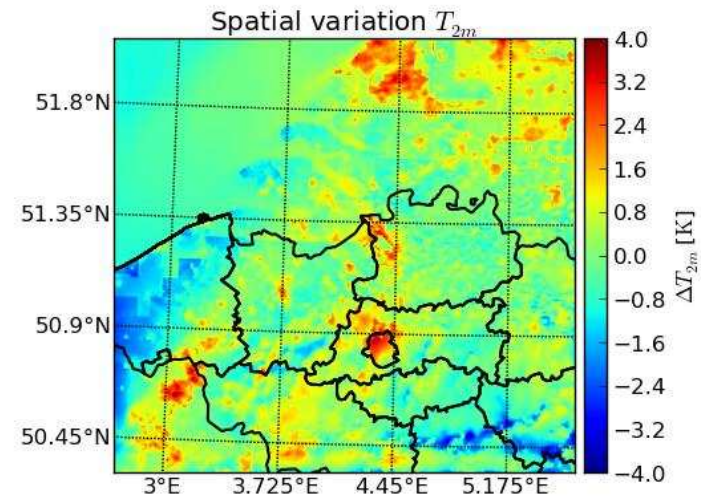 Spatial variation T2m
51.8°N
51.35°N
50.9°N
50.45°N
3°E 3.725°E 4.45°E 5.175°E
4.0
3.2
2.4
1.6
0.8
0.0
−0.8
−1.6
−2.4
−3.2
−4.0
ΔT2m [K]